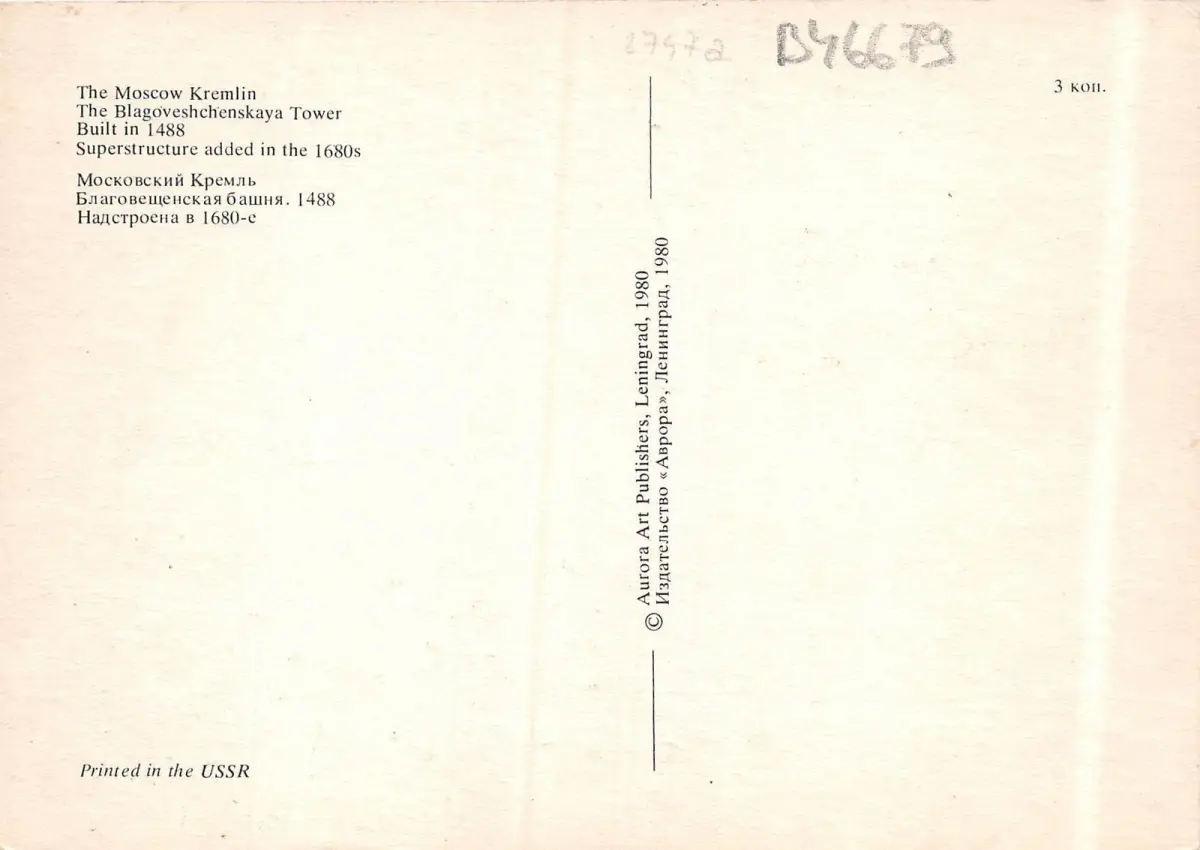 The Moscow Kremlin
The Blagoveshchenskaya Tower
Built in 1488
Superstructure added in the 1680s
Московский Кремль
Благовещенская башня. 1488
Надстроена в 1680-е
Printed in the USSR
© Aurora Art Publishers, Leningrad, 1980
Издательство «Аврора», Ленинград, 1980
B46679
3 коп.